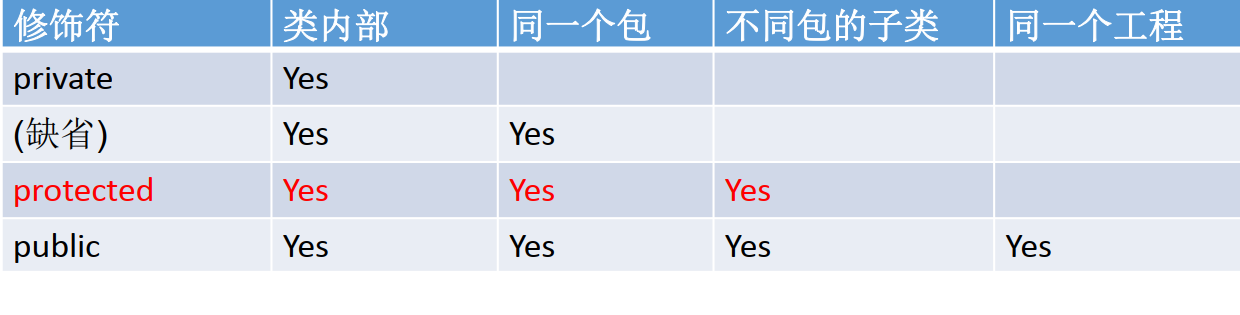 修饰符 类内部 同一个包 不同包的子类 同一个工程
private Yes
(缺省) Yes Yes
protected Yes Yes Yes
public Yes Yes Yes Yes